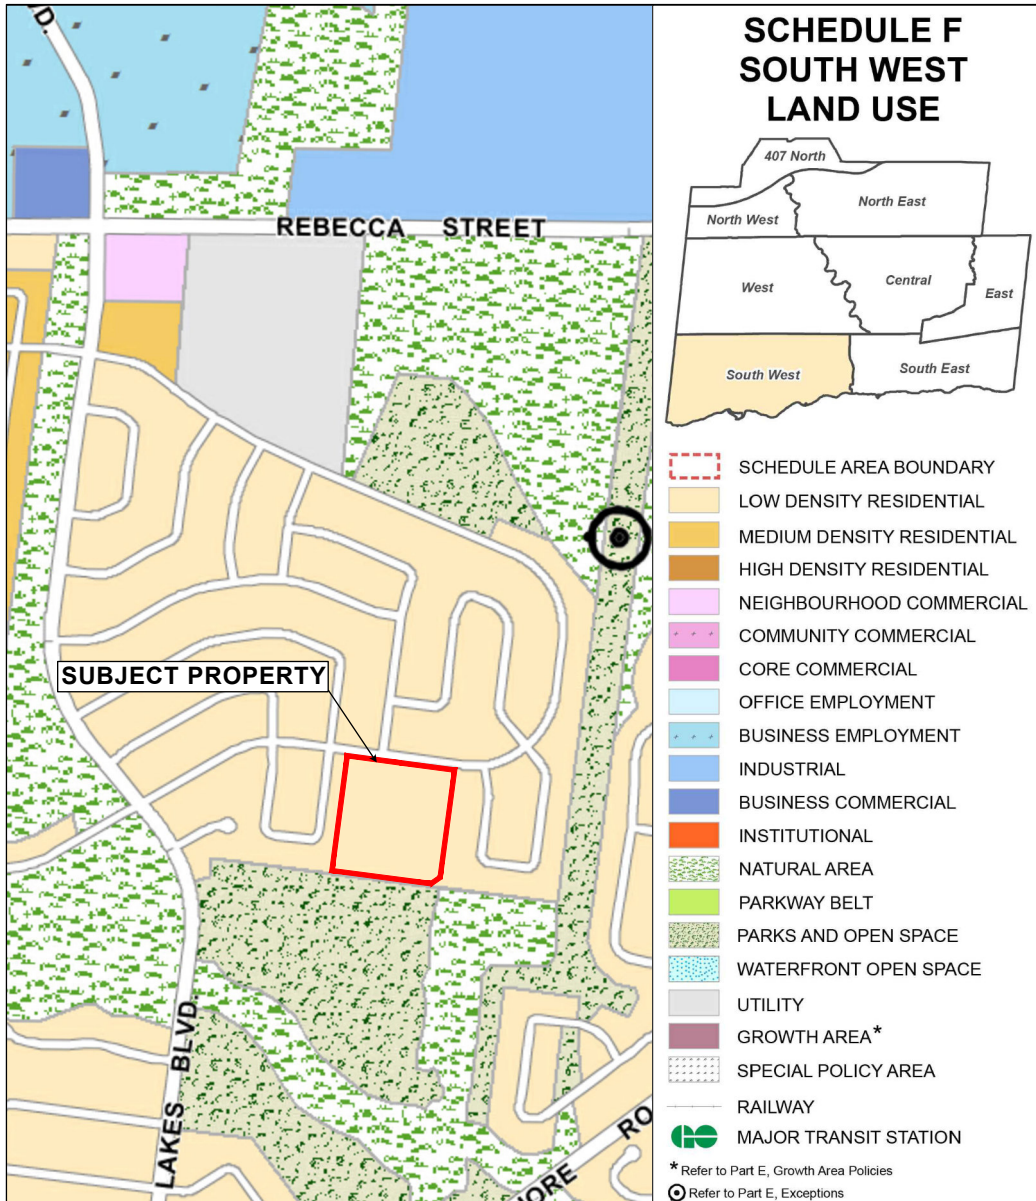 D.
REBECCA STREET
SUBJECT PROPERTY
LAKES BLVD.
ORE RO
SCHEDULE F
SOUTH WEST
LAND USE
407 North
North West
North East
West
Central
East
South West
South East
SCHEDULE AREA BOUNDARY
LOW DENSITY RESIDENTIAL
MEDIUM DENSITY RESIDENTIAL
HIGH DENSITY RESIDENTIAL
NEIGHBOURHOOD COMMERCIAL
COMMUNITY COMMERCIAL
CORE COMMERCIAL
OFFICE EMPLOYMENT
BUSINESS EMPLOYMENT
INDUSTRIAL
BUSINESS COMMERCIAL
INSTITUTIONAL
NATURAL AREA
PARKWAY BELT
PARKS AND OPEN SPACE
WATERFRONT OPEN SPACE
UTILITY
GROWTH AREA*
SPECIAL POLICY AREA
RAILWAY
GO MAJOR TRANSIT STATION
* Refer to Part E, Growth Area Policies
Refer to Part E, Exceptions